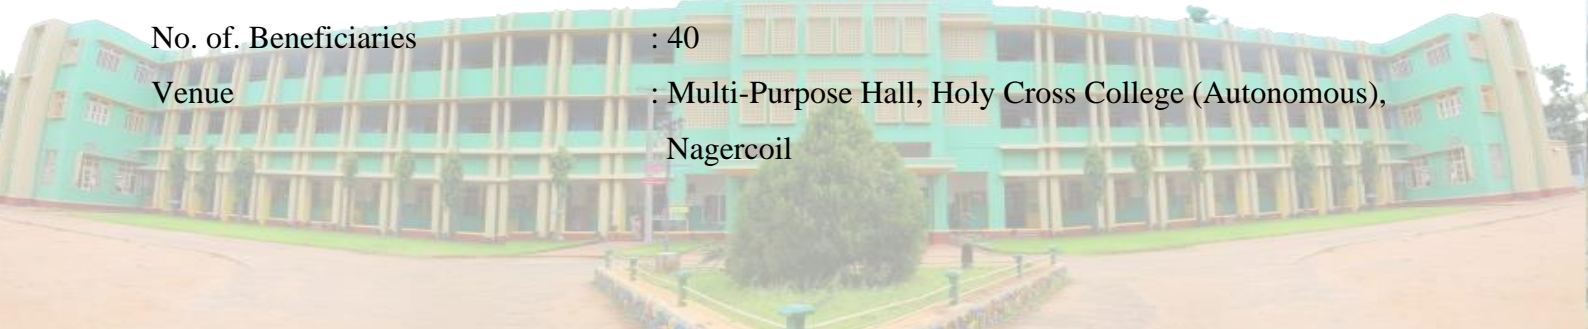 No. of. Beneficiaries : 40
Venue : Multi-Purpose Hall, Holy Cross College (Autonomous),
Nagercoil